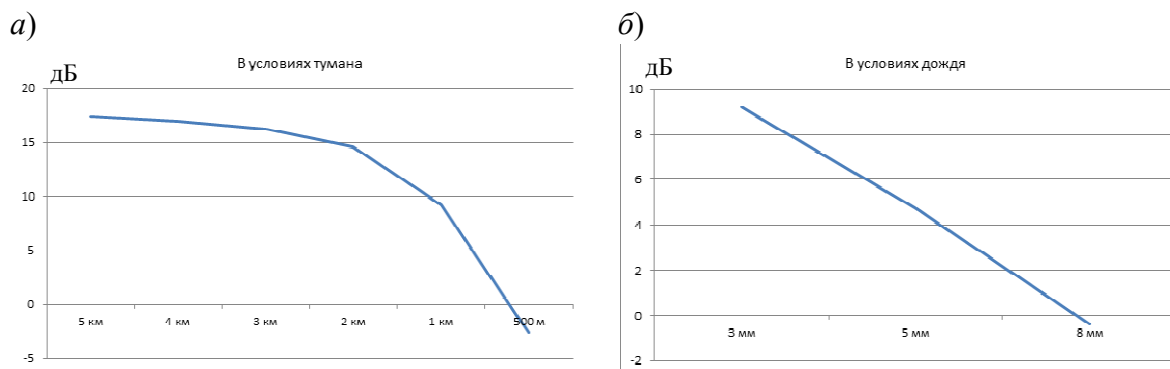 а)
В условиях тумана
дБ
20
15
10
5
0
-5
5 км 4 км 3 км 2 км 1 км 500 м
б)
В условиях дождя
дБ
10
8
6
4
2
0
-2
3 мм 5 мм 8 мм